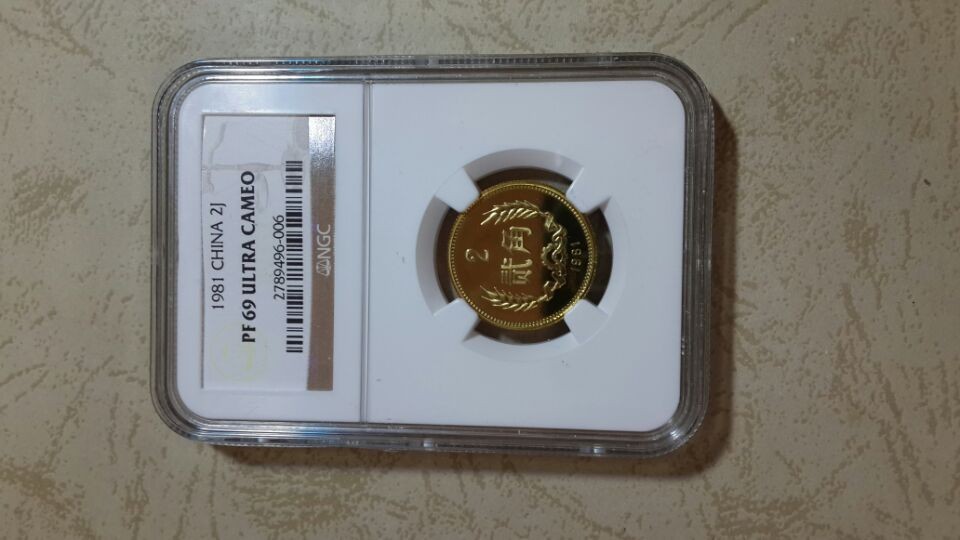 1981 CHINA 2J
PF 69 ULTRA CAMEO
2789496-006
NGC
2
贰角
1981